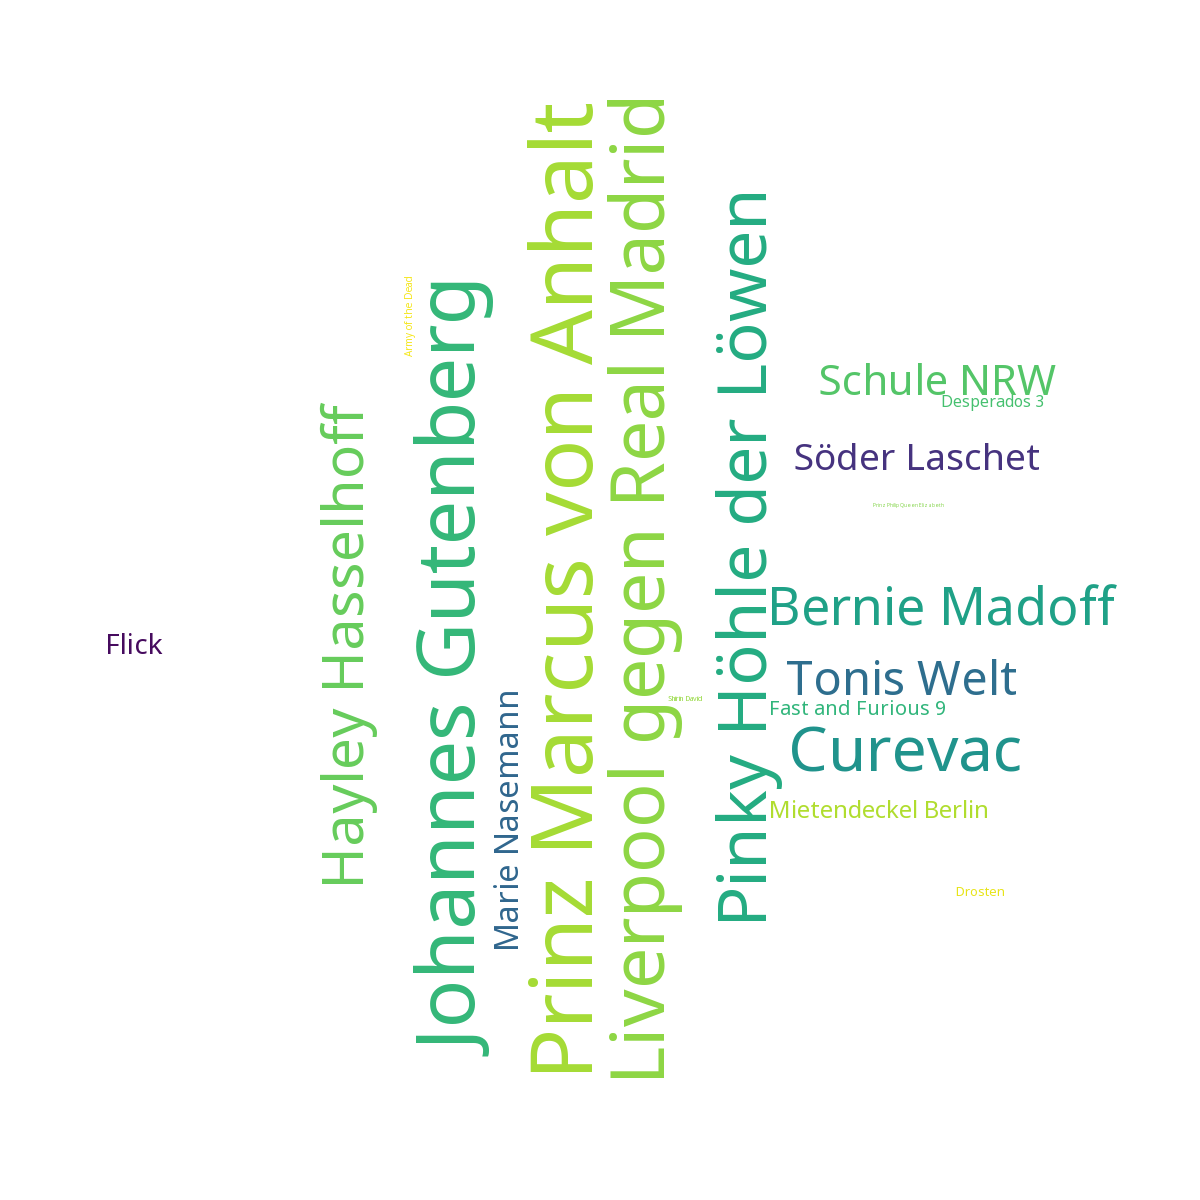 Flick
Hayley Hasselhoff
Army of the Dead
Johannes Gutenberg
Marie Nasemann
Prinz Marcus von Anhalt
Liverpool gegen Real Madrid
Shirin David
Pinky Höhle der Löwen
Schule NRW
Desperados 3
Söder Laschet
Prinz Philip Queen Elizabeth
Bernie Madoff
Tonis Welt
Fast and Furious 9
Curevac
Mietendeckel Berlin
Drosten